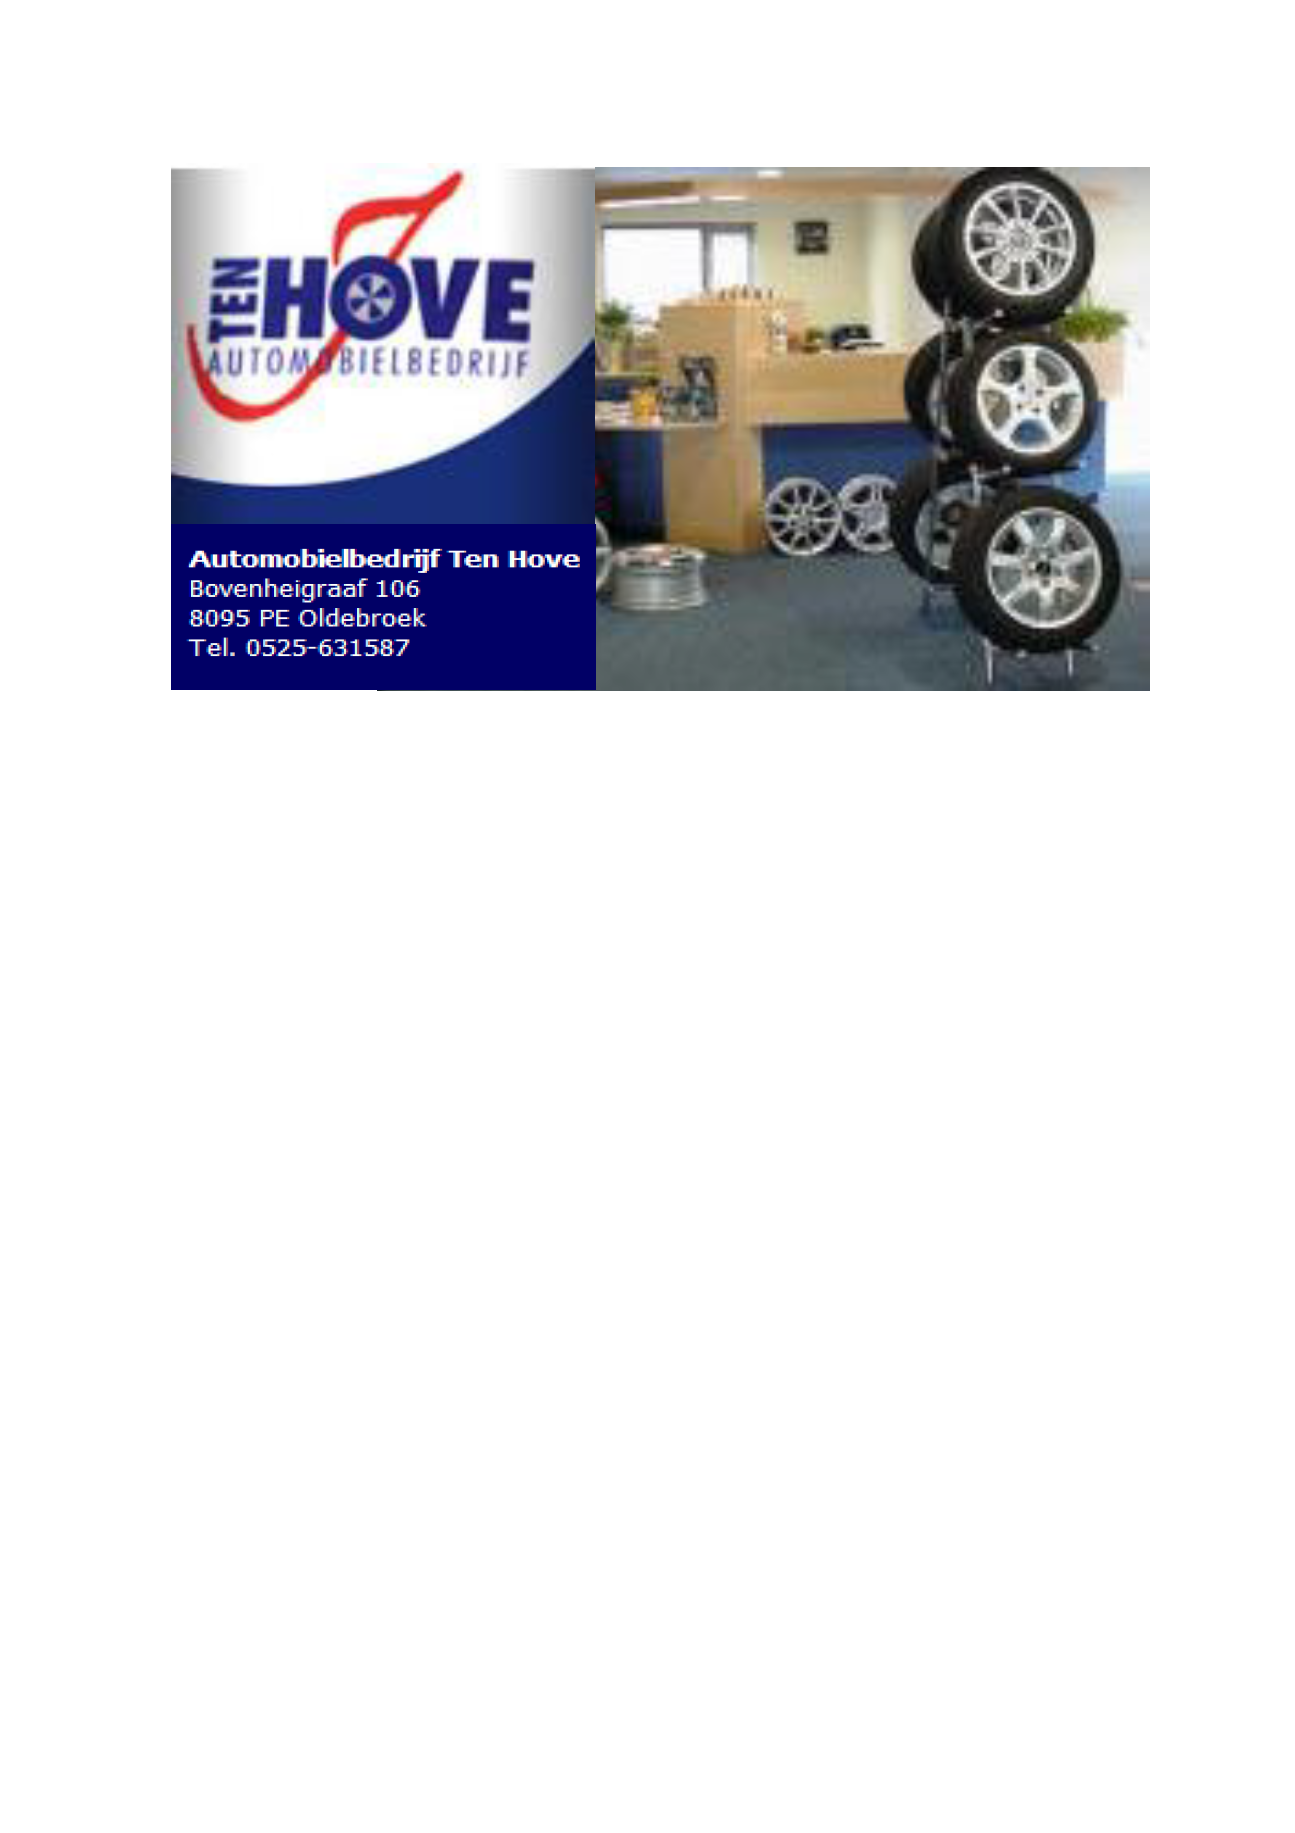 TEN HOVE
AUTOMOBIELBEDRIJF
Automobielbedrijf Ten Hove
Bovenheigraaf 106
8095 PE Oldebroek
Tel. 0525-631587